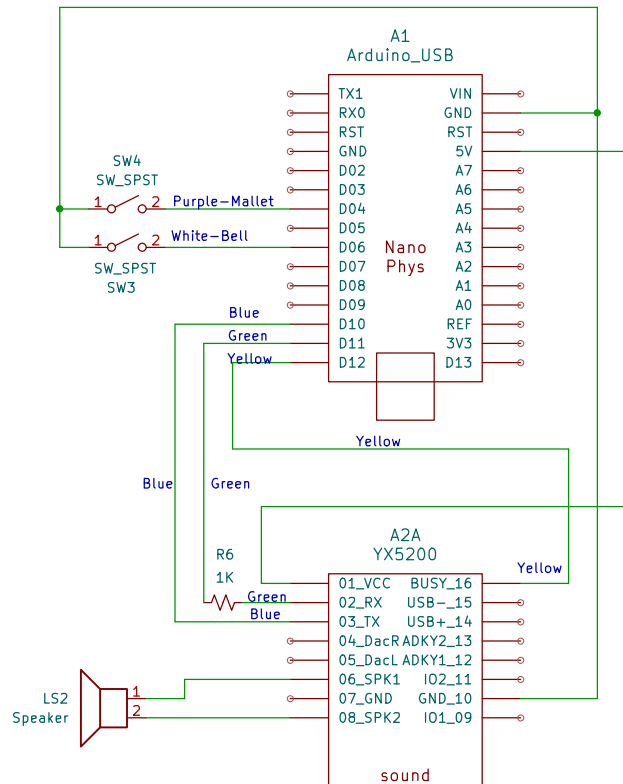 A1
Arduino_USB
TX1 VIN
RX0 GND
RST RST
GND 5V
D02 A7
D03 A6
SW4
SW_SPST
1 2 Purple-Mallet D04 A5
D05 A4
1 2 White-Bell D06 A3
Nano
Phys
SW_SPST
SW3
D07 A2
D08 A1
D09 A0
Blue D10 REF
Green D11 3V3
Yellow D12 D13
Yellow
Blue Green
A2A
YX5200
R6
1K
Yellow
01_VCC BUSY_16
Green 02_RX USB-_15
Blue 03_TX USB+_14
04_DacR ADKY2_13
05_DacL ADKY1_12
06_SPK1 IO2_11
LS2
Speaker
1
2
07_GND GND_10
08_SPK2 IO1_09
sound